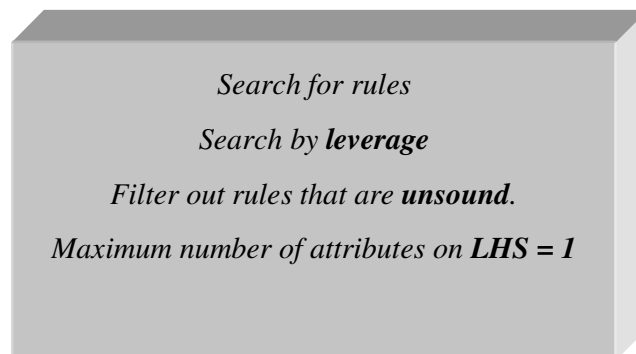 Search for rules
Search by leverage
Filter out rules that are unsound.
Maximum number of attributes on LHS = 1